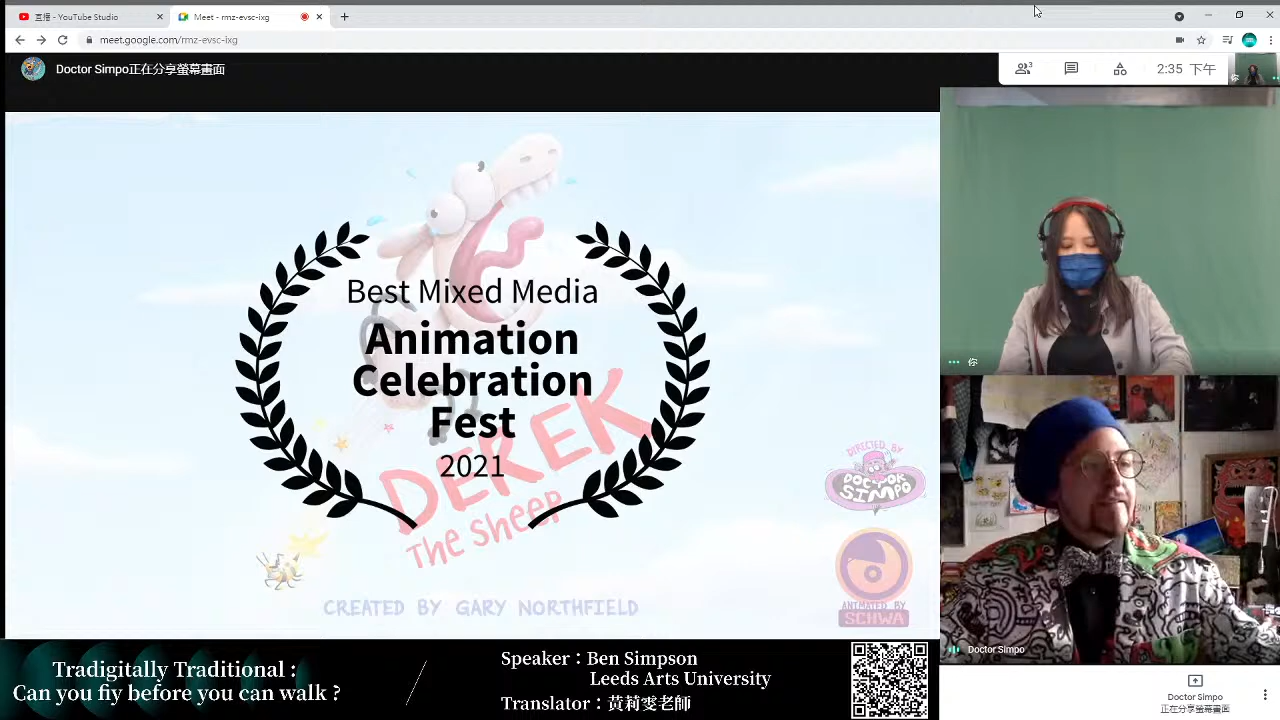 直播 - YouTube Studio
Meet - rmz-evsc-ixg
meet.google.com/rmz-evsc-ixg
Doctor Simpo正在分享螢幕畫面
3
2:35 下午
你
Best Mixed Media
Animation
Celebration
Fest
2021
DEREK
The Sheep
CREATED BY GARY NORTHFIELD
DIRECTED BY
DOCTOR
SIMPO
ANIMATED BY
SCHWA
你
Doctor Simpo
Tradigitally Traditional :
Can you fiy before you can walk ?
Speaker：Ben Simpson
Leeds Arts University
Translator：黄莉雯老師
Doctor Simpo
正在分享螢幕畫面